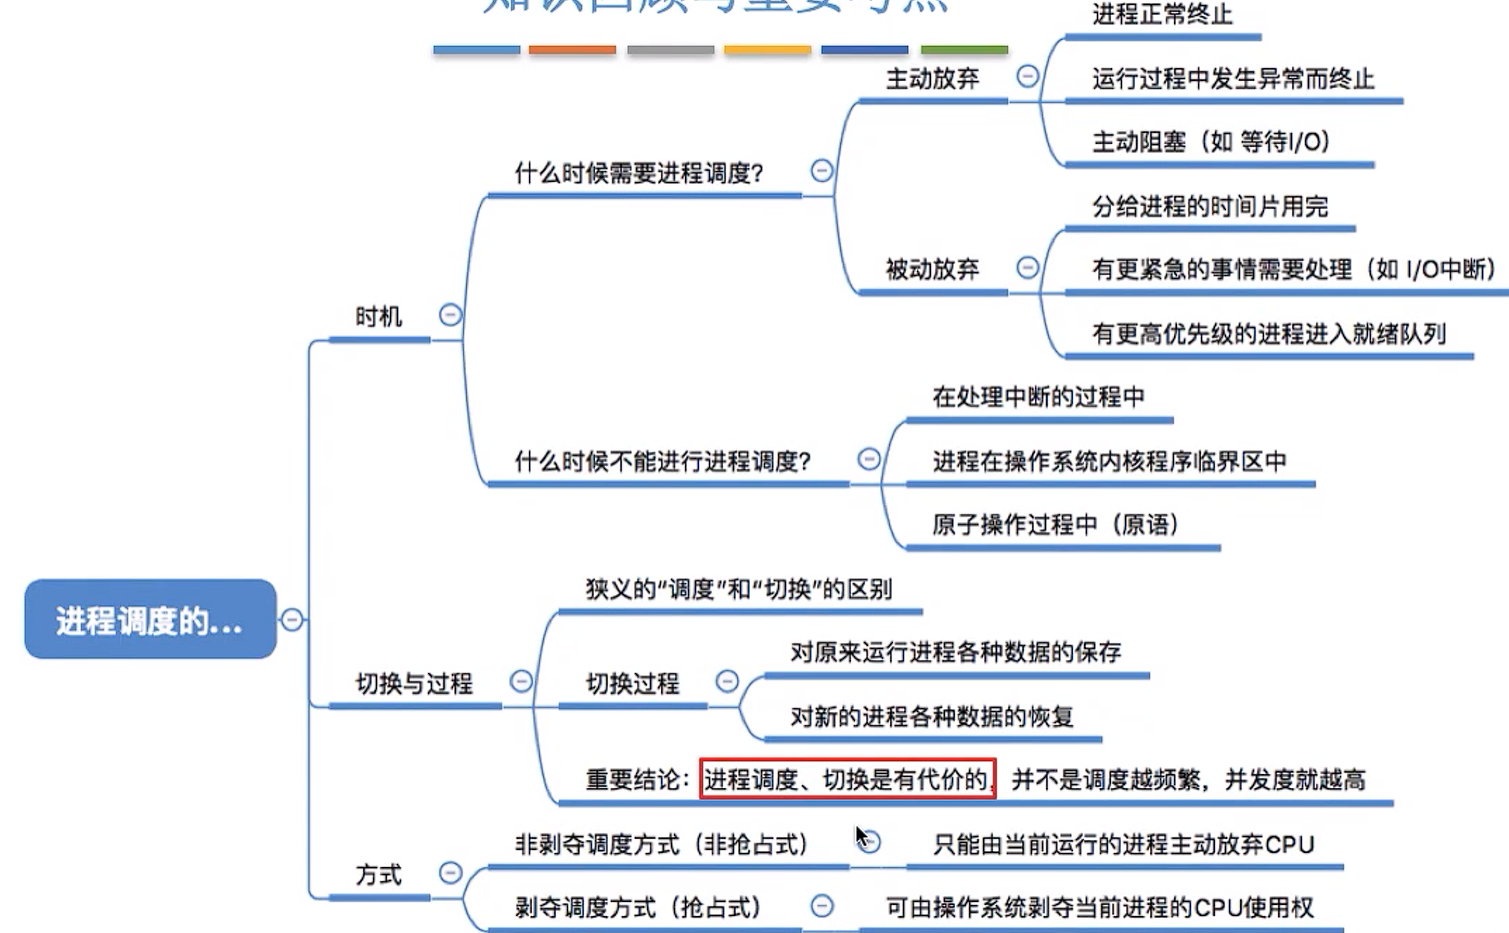 知识回顾与重要考点
进程调度的...
时机
什么时候需要进程调度？
主动放弃
进程正常终止
运行过程中发生异常而终止
主动阻塞（如 等待I/O）
被动放弃
分给进程的时间片用完
有更紧急的事情需要处理（如 I/O中断）
有更高优先级的进程进入就绪队列
什么时候不能进行进程调度？
在处理中断的过程中
进程在操作系统内核程序临界区中
原子操作过程中（原语）
切换与过程
狭义的“调度”和“切换”的区别
切换过程
对原来运行进程各种数据的保存
对新的进程各种数据的恢复
重要结论：进程调度、切换是有代价的，并不是调度越频繁，并发度就越高
方式
非剥夺调度方式（非抢占式）
只能由当前运行的进程主动放弃CPU
剥夺调度方式（抢占式）
可由操作系统剥夺当前进程的CPU使用权